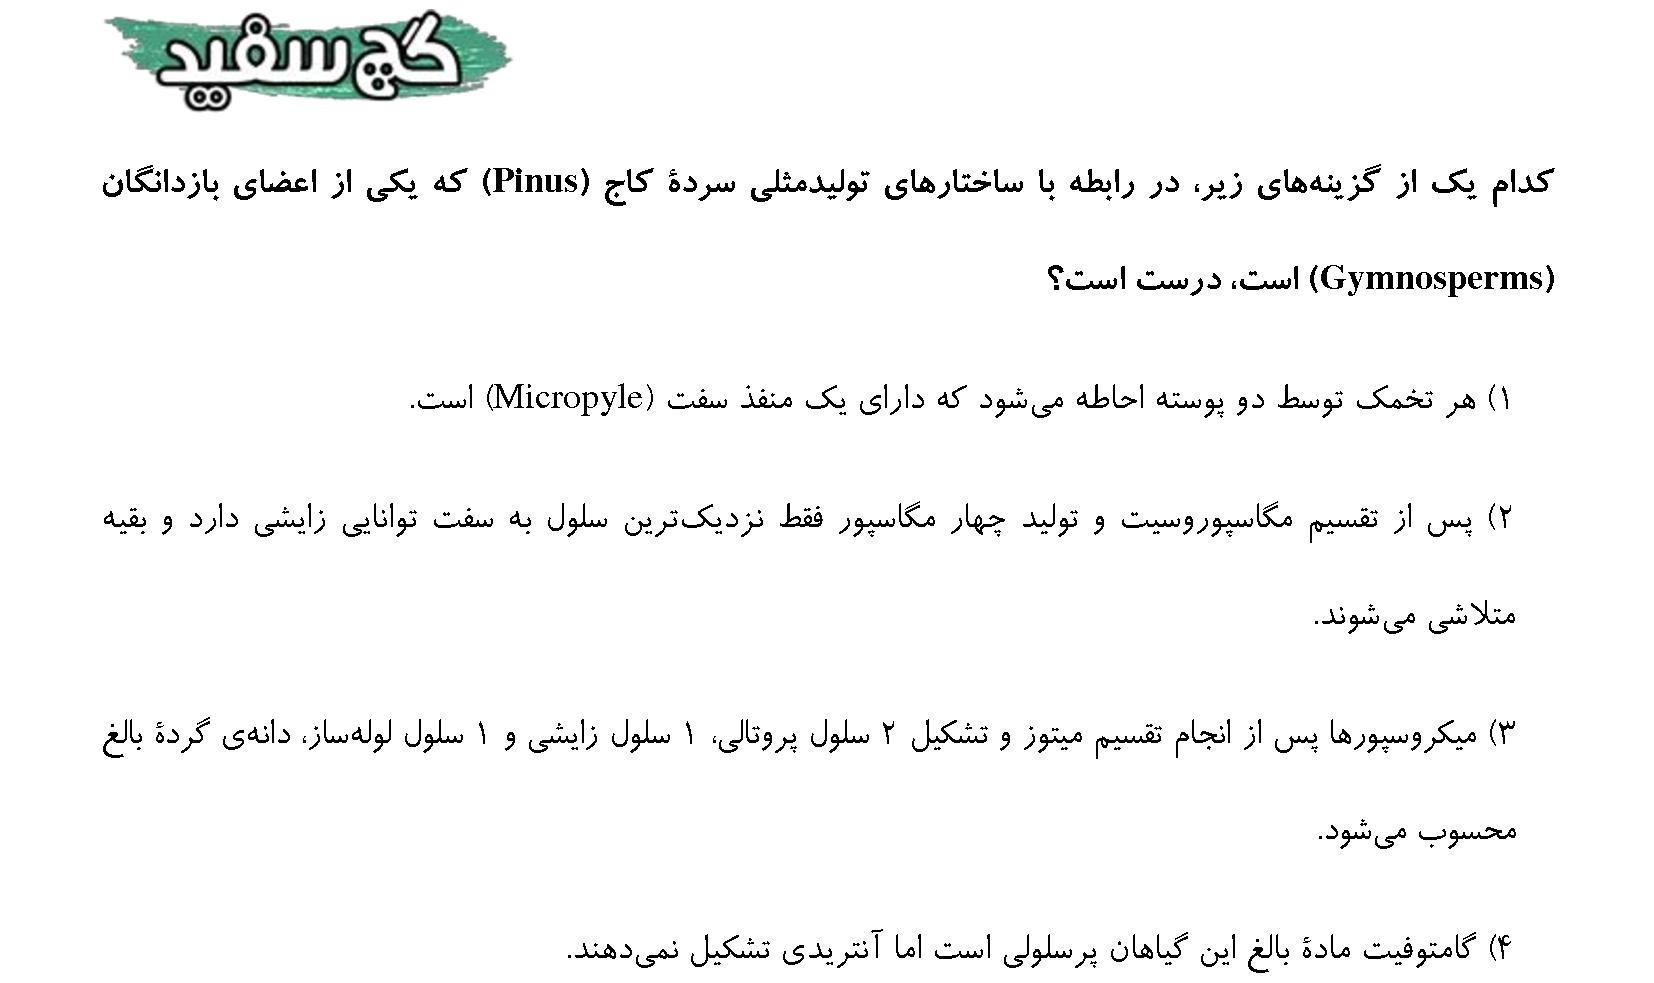 گچ سفید
کدام یک از گزینه‌های زیر، در رابطه با ساختارهای تولیدمثلی سردهٔ کاج (Pinus) که یکی از اعضای بازدانگان
(Gymnosperms) است، درست است؟
۱) هر تخمک توسط دو پوسته احاطه می‌شود که دارای یک منفذ سفت (Micropyle) است.
۲) پس از تقسیم مگاسپوروسیت و تولید چهار مگاسپور فقط نزدیک‌ترین سلول به سفت توانایی زایشی دارد و بقیه
متلاشی می‌شوند.
۳) میکروسپورها پس از انجام تقسیم میتوز و تشکیل ۲ سلول پروتالی، ۱ سلول زایشی و ۱ سلول لوله‌ساز، دانه‌ی گردهٔ بالغ
محسوب می‌شود.
۴) گامتوفیت مادهٔ بالغ این گیاهان پرسلولی است اما آنتریدی تشکیل نمی‌دهند.